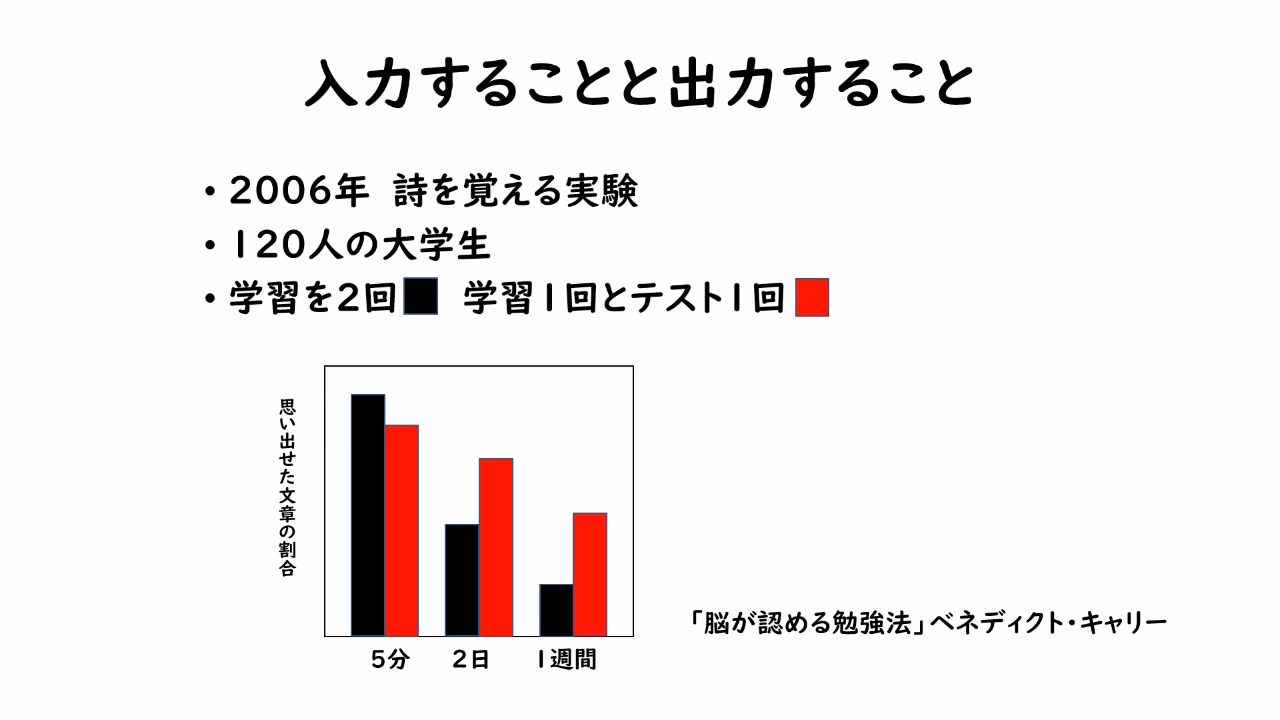 入力することと出力すること
• 2006年 詩を覚える実験
• 120人の大学生
• 学習を2回 学習1回とテスト1回
思い出せた文章の割合
5分 2日 1週間
「脳が認める勉強法」ベネディクト・キャリー